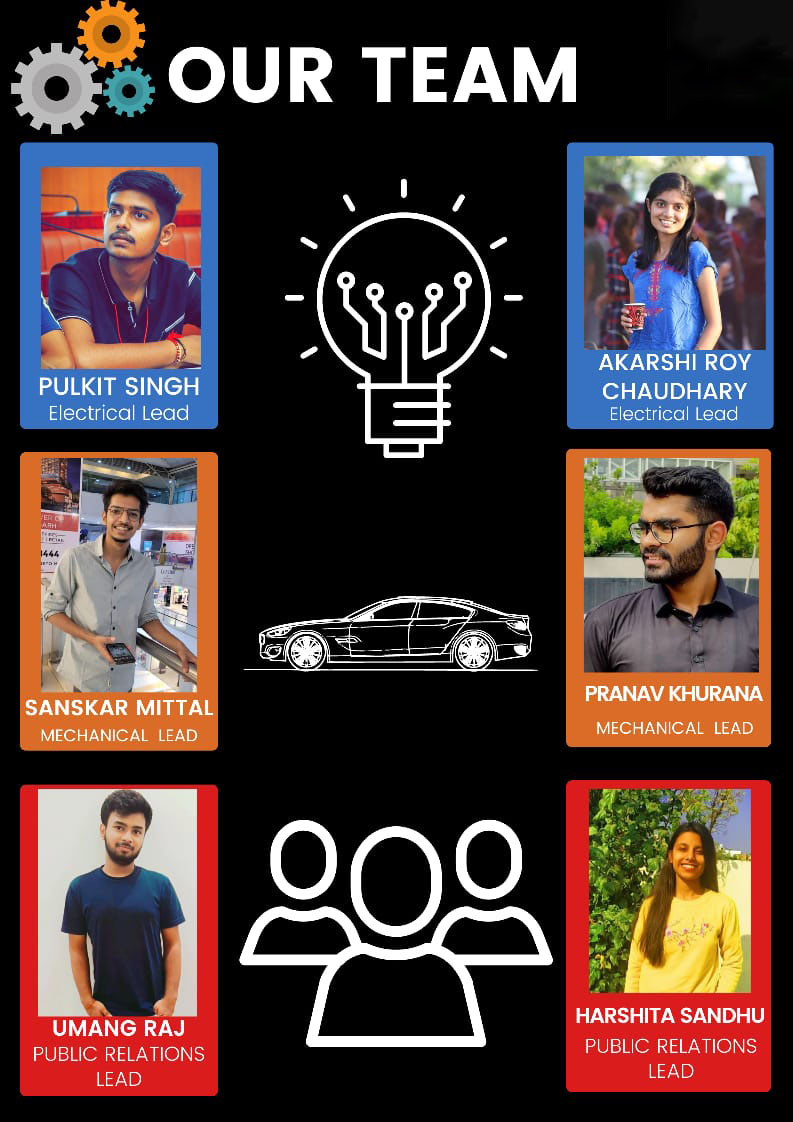 OUR TEAM
PULKIT SINGH
Electrical Lead
AKARSHI ROY
CHAUDHARY
Electrical Lead
444
SANSKAR MITTAL
MECHANICAL LEAD
PRANAV KHURANA
MECHANICAL LEAD
UMANG RAJ
PUBLIC RELATIONS
LEAD
HARSHITA SANDHU
PUBLIC RELATIONS
LEAD